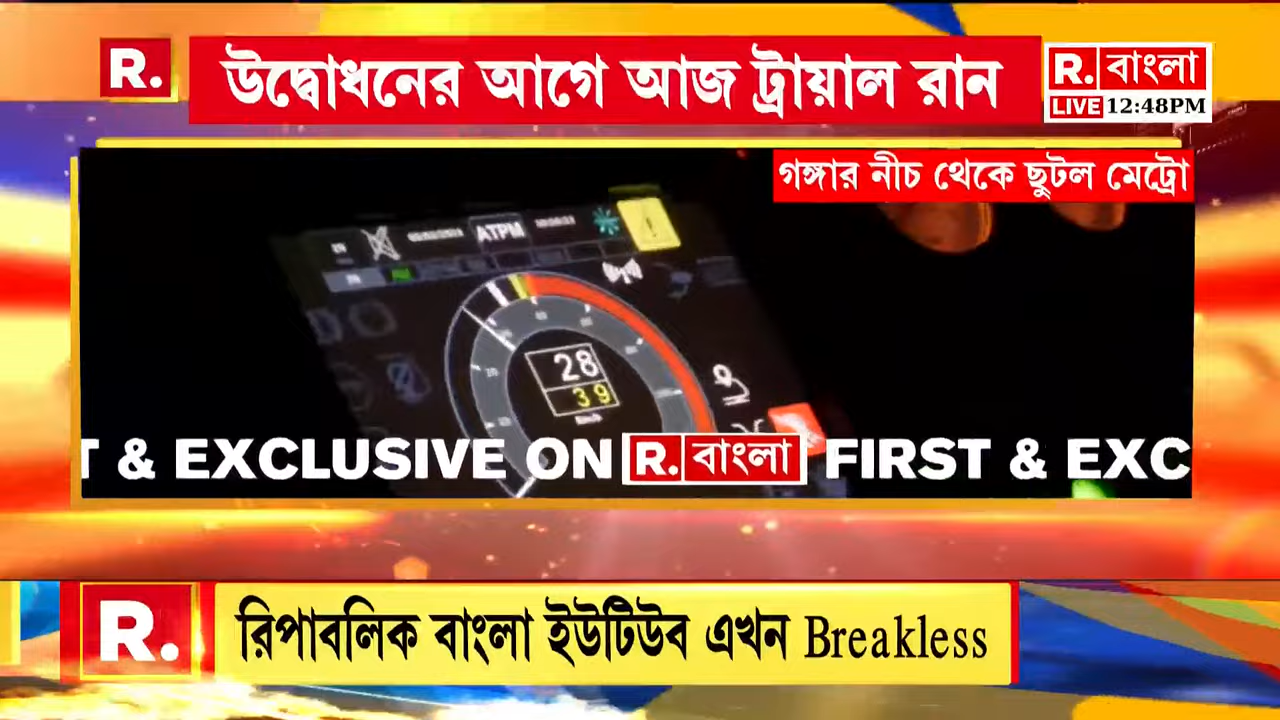 R.
উদ্বোধনের আগে আজ ট্রায়াল রান
R. বাংলা
LIVE 12:48PM
গঙ্গার নীচ থেকে ছুটল মেট্রো
ATPM
28
39
T & EXCLUSIVE ON R. বাংলা FIRST & EXC
R.
রিপাবলিক বাংলা ইউটিউব এখন Breakless